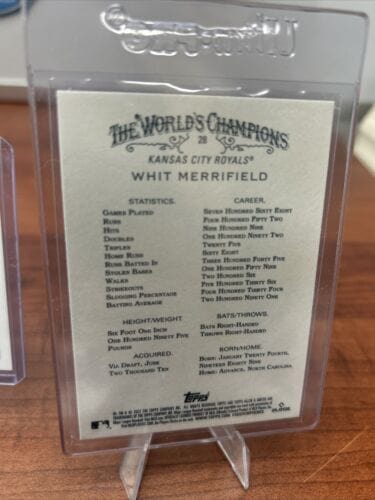 THE WORLD'S CHAMPIONS
28
KANSAS CITY ROYALS®
WHIT MERRIFIELD
STATISTICS.
CAREER.
GAMES PLAYED
SEVEN HUNDRED SIXTY EIGHT
RUNS
FOUR HUNDRED FIFTY TWO
HITS
NINE HUNDRED NINE
DOUBLES
ONE HUNDRED NINETY TWO
TRIPLES
TWENTY FIVE
HOME RUNS
SIXTY EIGHT
RUNS BATTED IN
THREE HUNDRED FORTY FIVE
STOLEN BASES
ONE HUNDRED FIFTY NINE
WALKS
TWO HUNDRED SIX
STRIKEOUTS
FIVE HUNDRED THIRTY SIX
SLUGGING PERCENTAGE
FOUR HUNDRED THIRTY FOUR
BATTING AVERAGE
TWO HUNDRED NINETY ONE
HEIGHT/WEIGHT.
SIX FOOT ONE INCH
ONE HUNDRED NINETY FIVE
POUNDS
BATS/THROWS.
BATS RIGHT-HANDED
THROWS RIGHT-HANDED
ACQUIRED.
VIA DRAFT, JUNE
TWO THOUSAND TEN
BORN/HOME.
BORN: JANUARY TWENTY FOURTH,
NINETEEN EIGHTY NINE
HOME: ADVANCE, NORTH CAROLINA
Topps